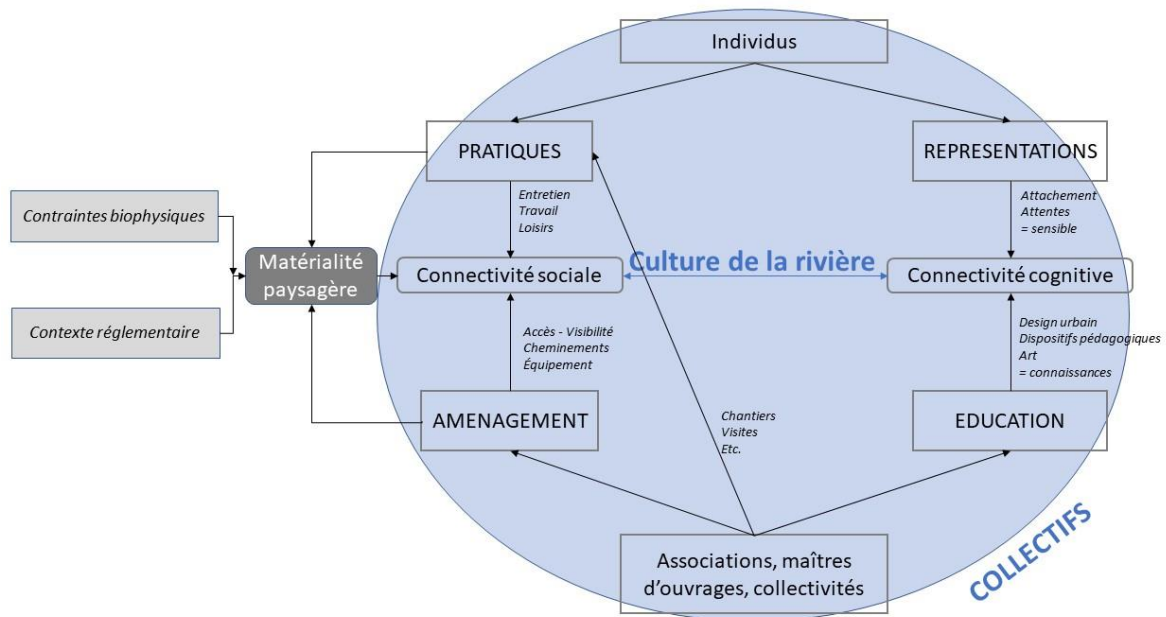 Individus
PRATIQUES
REPRESENTATIONS
Entretien
Travail
Loisirs
Attachement
Attentes
= sensible
Contraintes biophysiques
Matérialité
paysagère
Connectivité sociale
Culture de la rivière
Connectivité cognitive
Contexte réglementaire
Accès - Visibilité
Cheminements
Équipement
Design urbain
Dispositifs pédagogiques
Art
= connaissances
AMENAGEMENT
Chantiers
Visites
Etc.
EDUCATION
Associations, maîtres
d’ouvrages, collectivités
COLLECTIFS